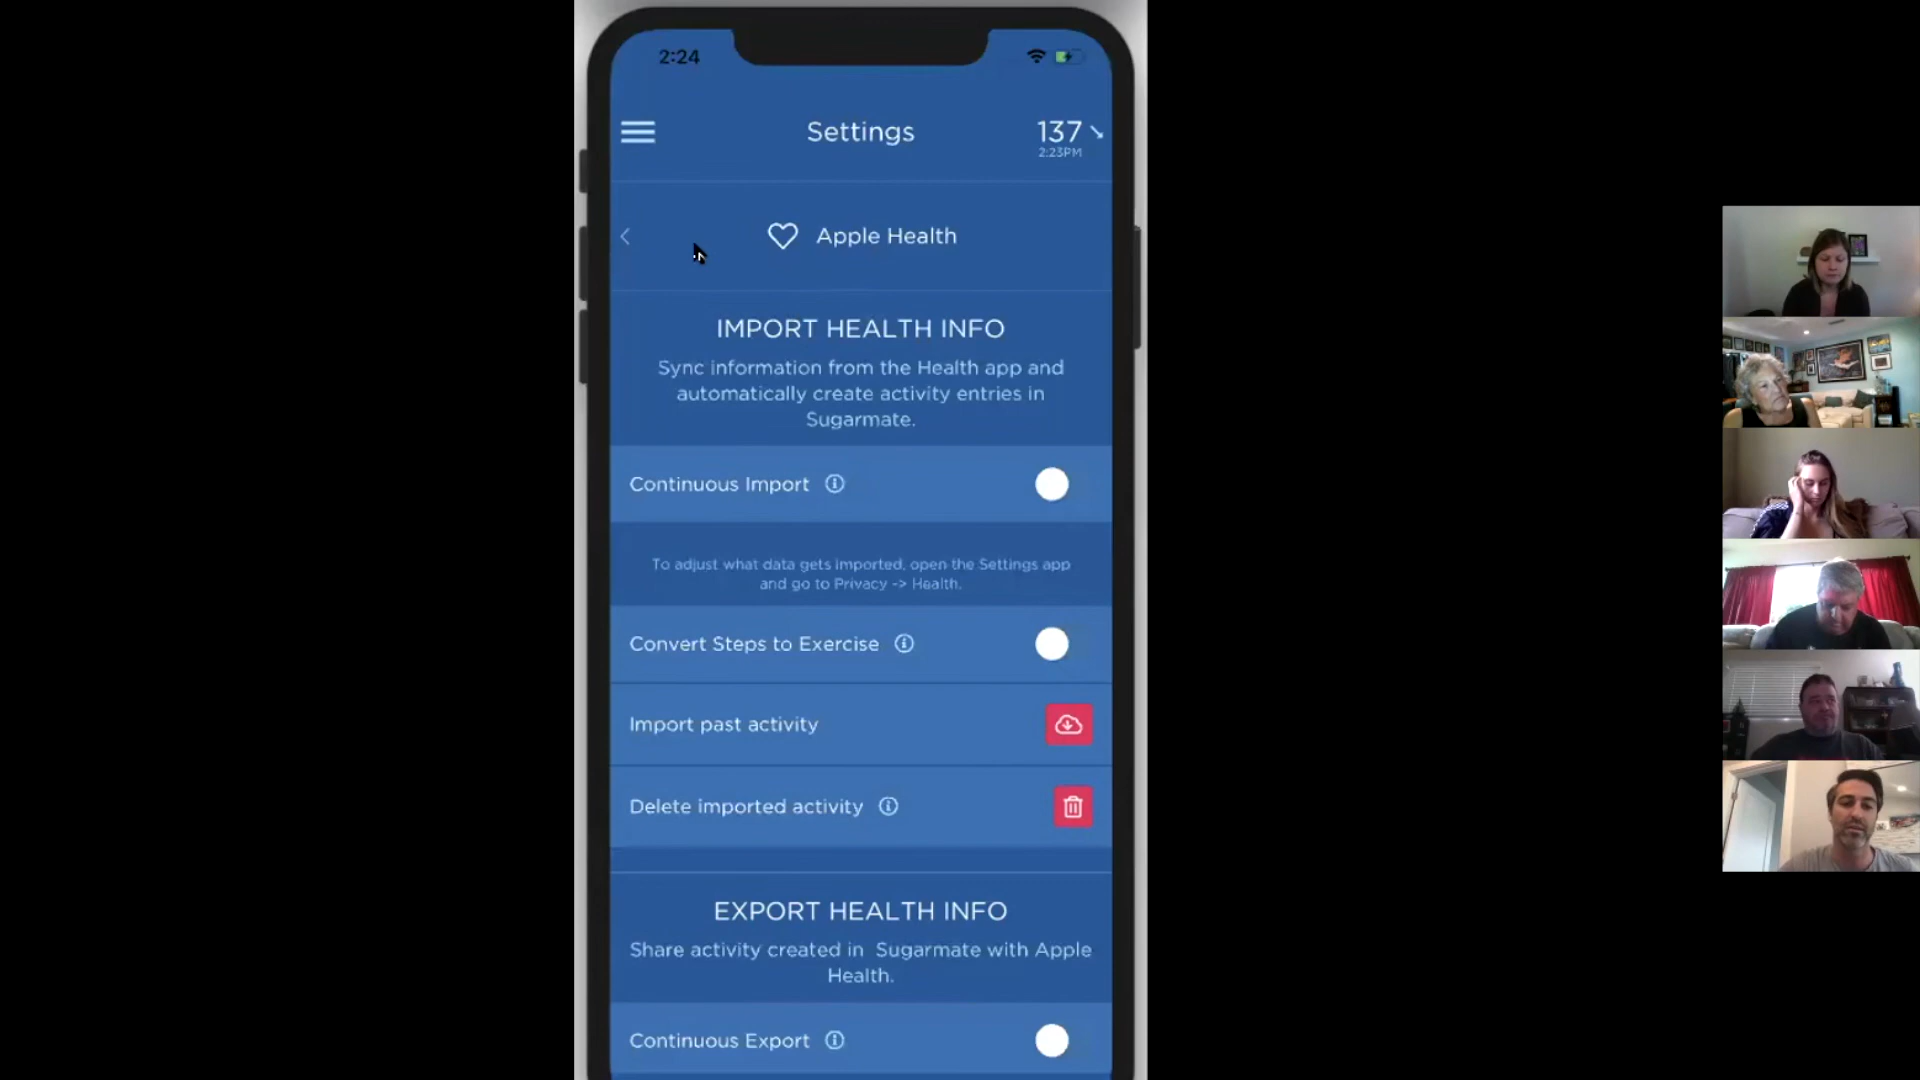 2:24
Settings
137
2:23PM
Apple Health
IMPORT HEALTH INFO
Sync information from the Health app and
automatically create activity entries in
Sugarmate.
Continuous Import
To adjust what data gets imported, open the Settings app
and go to Privacy -> Health.
Convert Steps to Exercise
Import past activity
Delete imported activity
EXPORT HEALTH INFO
Share activity created in Sugarmate with Apple
Health.
Continuous Export